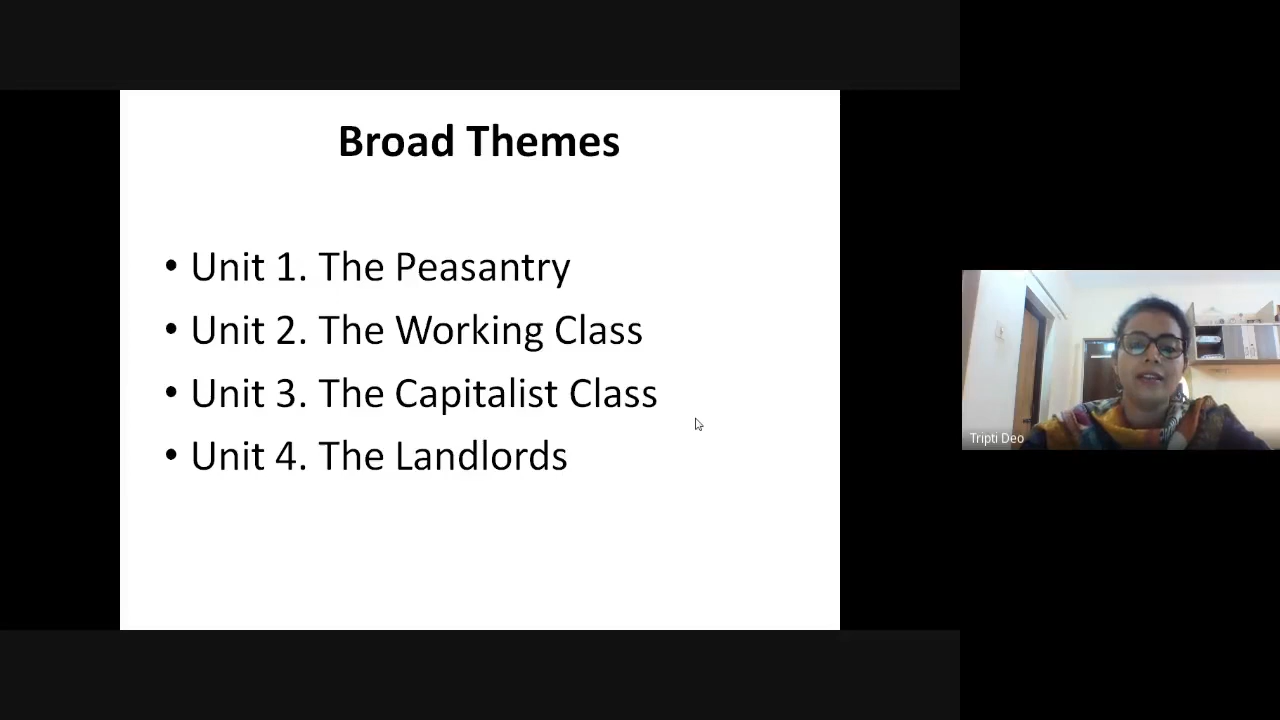 Broad Themes
• Unit 1. The Peasantry
• Unit 2. The Working Class
• Unit 3. The Capitalist Class
• Unit 4. The Landlords
Tripti Deo